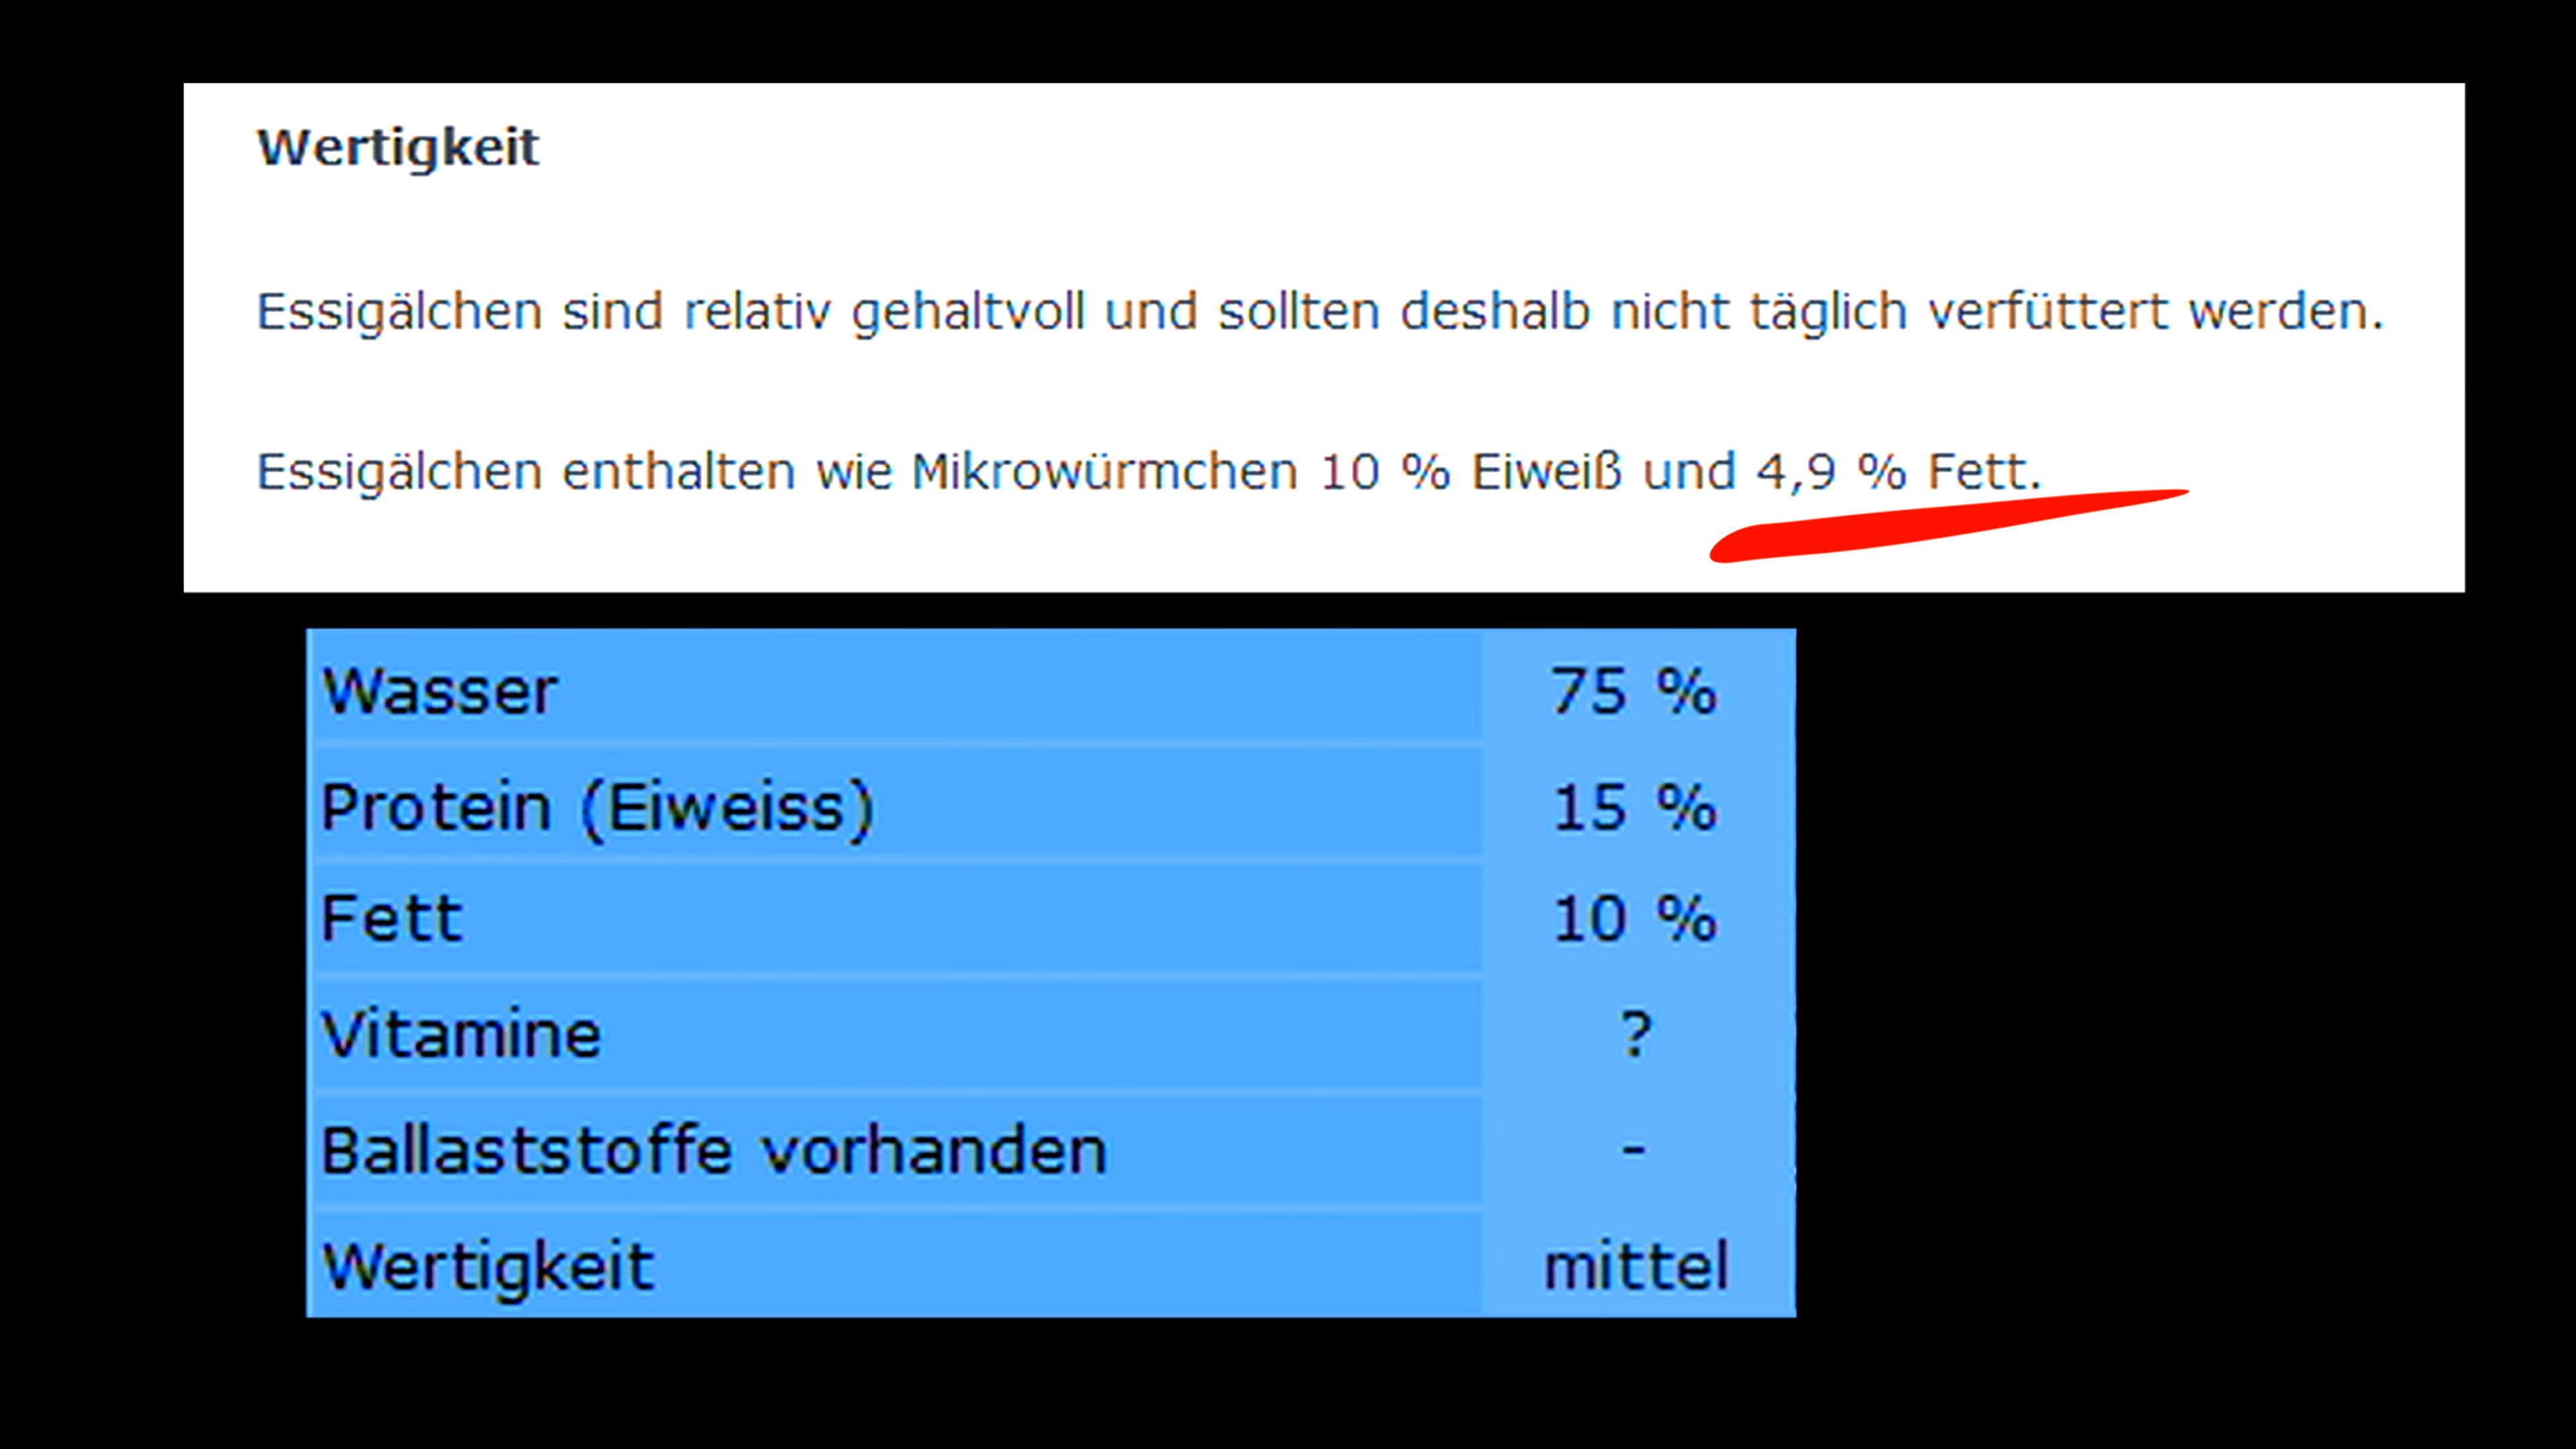 Wertigkeit
Essigälchen sind relativ gehaltvoll und sollten deshalb nicht täglich verfüttert werden.
Essigälchen enthalten wie Mikrowürmchen 10 % Eiweiß und 4,9 % Fett.
Wasser 75 %
Protein (Eiweiss) 15 %
Fett 10 %
Vitamine ?
Ballaststoffe vorhanden -
Wertigkeit mittel